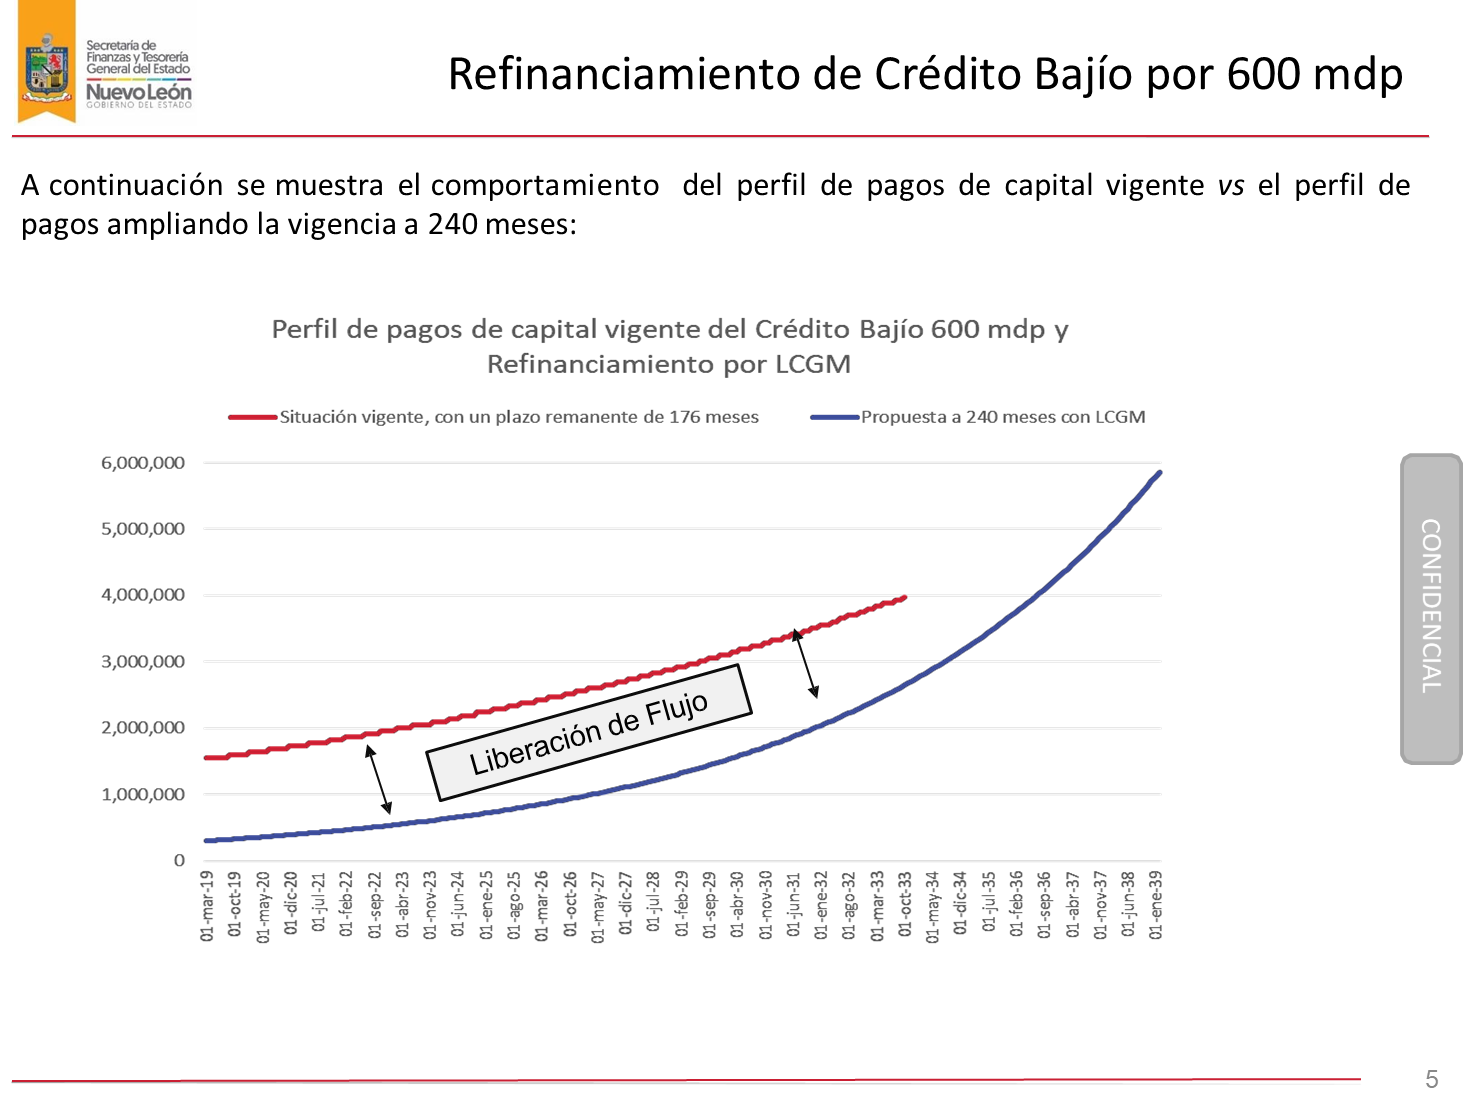 Secretaría de
Finanzas y Tesorería
General del Estado
Nuevo León
GOBIERNO DEL ESTADO
Refinanciamiento de Crédito Bajío por 600 mdp
A continuación se muestra el comportamiento del perfil de pagos de capital vigente vs el perfil de
pagos ampliando la vigencia a 240 meses:
Perfil de pagos de capital vigente del Crédito Bajío 600 mdp y
Refinanciamiento por LCGM
Situación vigente, con un plazo remanente de 176 meses
Propuesta a 240 meses con LCGM
6,000,000
5,000,000
4,000,000
3,000,000
2,000,000
1,000,000
0
Liberación de Flujo
01-mar-19
01-oct-19
01-may-20
01-dic-20
01-jul-21
01-feb-22
01-sep-22
01-abr-23
01-nov-23
01-jun-24
01-ene-25
01-ago-25
01-mar-26
01-oct-26
01-may-27
01-dic-27
01-jul-28
01-feb-29
01-sep-29
01-abr-30
01-nov-30
01-jun-31
01-ene-32
01-ago-32
01-mar-33
01-oct-33
01-may-34
01-dic-34
01-jul-35
01-feb-36
01-sep-36
01-abr-37
01-nov-37
01-jun-38
01-ene-39
CONFIDENCIAL
5